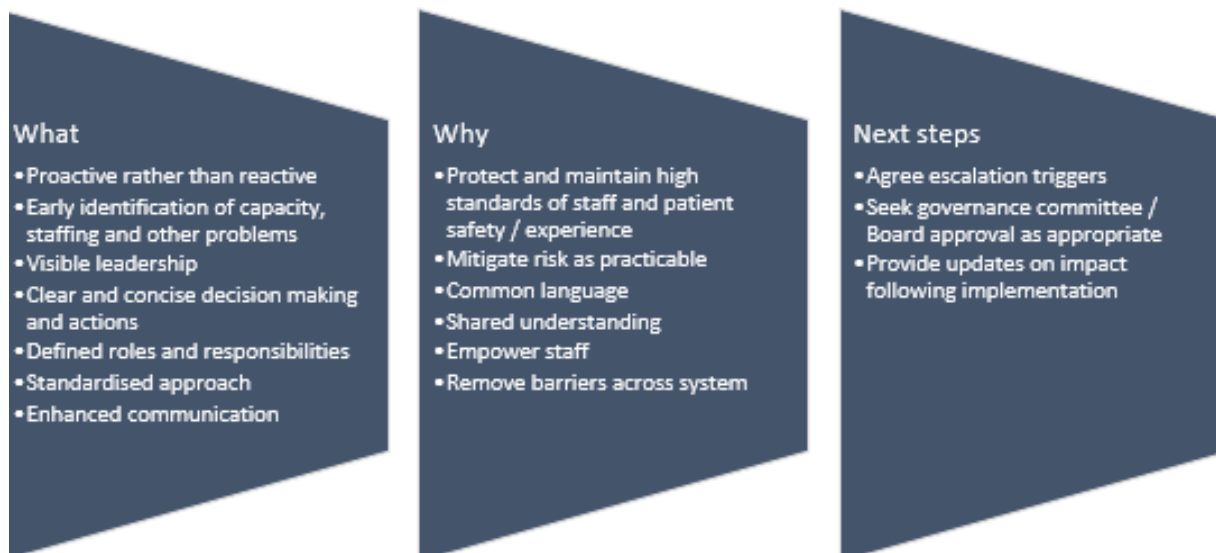 What
•Proactive rather than reactive
•Early identification of capacity,
staffing and other problems
•Visible leadership
•Clear and concise decision making
and actions
•Defined roles and responsibilities
•Standardised approach
•Enhanced communication
Why
•Protect and maintain high
standards of staff and patient
safety / experience
•Mitigate risk as practicable
•Common language
•Shared understanding
•Empower staff
•Remove barriers across system
Next steps
•Agree escalation triggers
•Seek governance committee /
Board approval as appropriate
•Provide updates on impact
following implementation